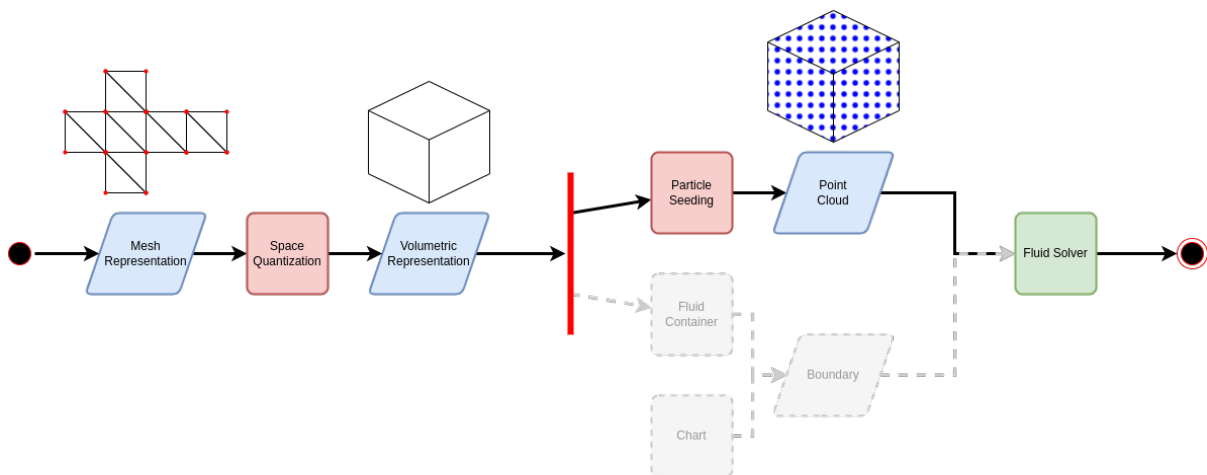 Mesh
Representation
Space
Quantization
Volumetric
Representation
Particle
Seeding
Point
Cloud
Fluid
Container
Chart
Boundary
Fluid Solver